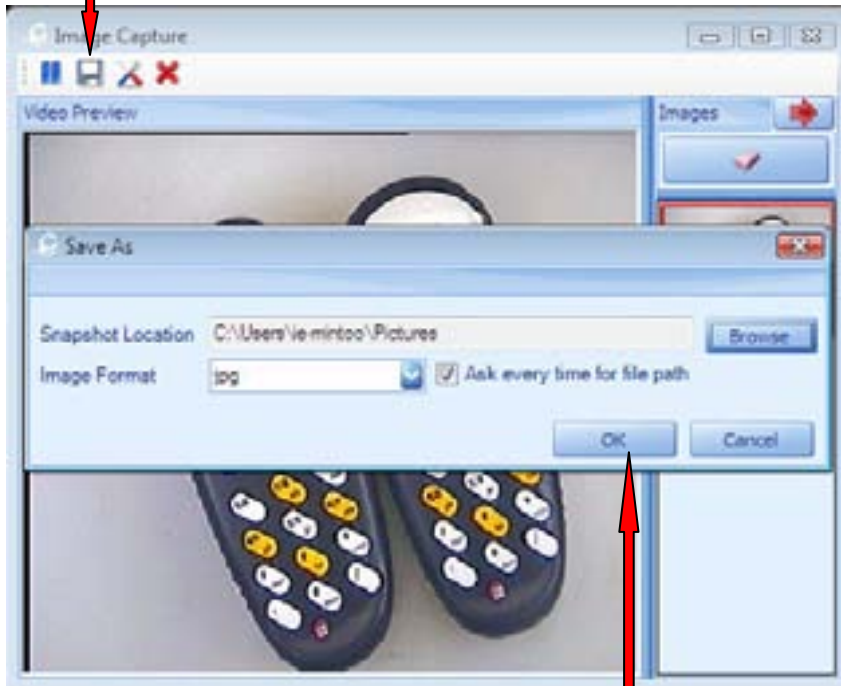 Image Capture
Video Preview
Images
Save As
Snapshot Location C:\Users\ie-mintoo\Pictures Browse
Image Format jpg Ask every time for file path
OK Cancel